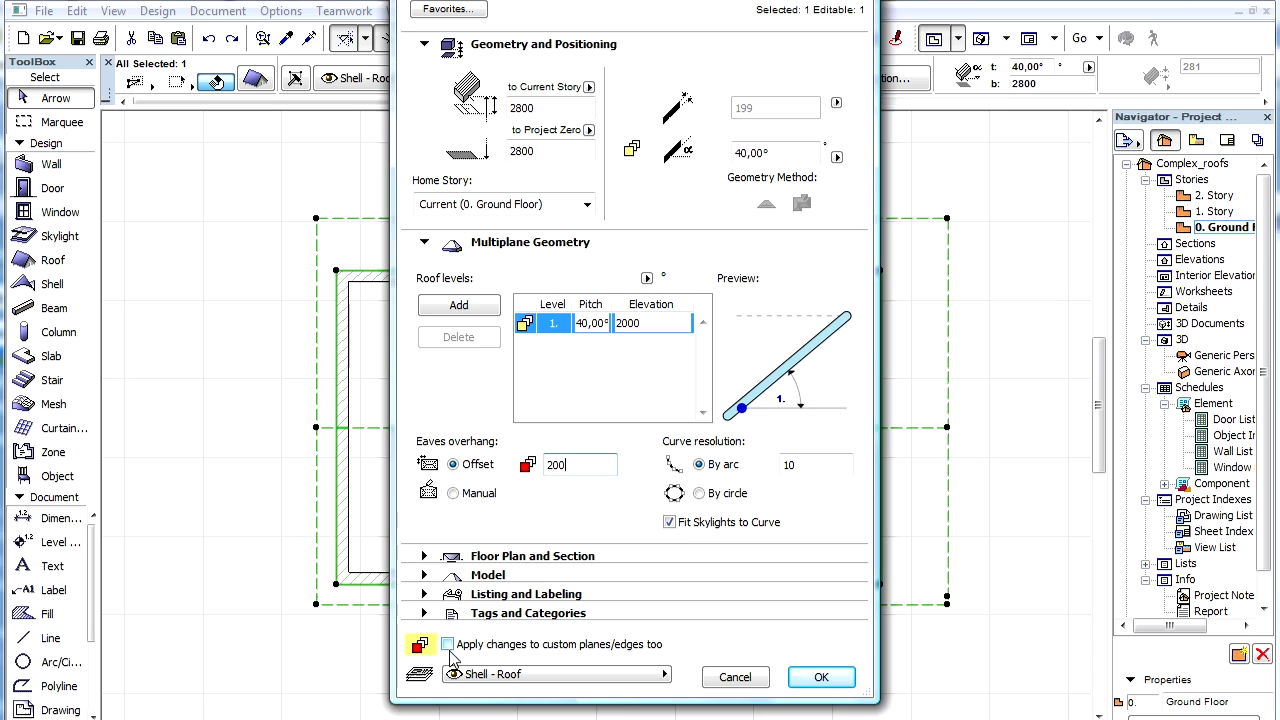 File Edit View Design Document Options Teamwork
Favorites...
Selected: 1 Editable: 1
Go
ToolBox
Select
Arrow
Marquee
Design
Wall
Door
Window
Skylight
Roof
Shell
Beam
Column
Slab
Stair
Mesh
Curtain...
Zone
Object
Document
Dimen...
Level ...
Text
Label
Fill
Line
Arc/Ci...
Polyline
Drawing
All Selected: 1
Shell - Roo
Geometry and Positioning
to Current Story
2800
to Project Zero
2800
199
40,00°
°
Home Story:
Current (0. Ground Floor)
Geometry Method:
Multiplane Geometry
Roof levels:
°
Preview:
Add
Delete
Level Pitch Elevation
1. 40,00° 2000
1.
Eaves overhang:
Offset
200
Manual
Curve resolution:
By arc
10
By circle
Fit Skylights to Curve
Floor Plan and Section
Model
Listing and Labeling
Tags and Categories
Apply changes to custom planes/edges too
Shell - Roof
Cancel
OK
on...
t: 40,00° °
b: 2800
281
Navigator - Project ...
Complex_roofs
Stories
2. Story
1. Story
0. Ground F
Sections
Elevations
Interior Elevation
Worksheets
Details
3D Documents
3D
Generic Pers
Generic Axon
Schedules
Element
Door List
Object In
Wall List
Window
Component
Project Indexes
Drawing List
Sheet Index
View List
Lists
Info
Project Note
Report
Properties
0. Ground Floor